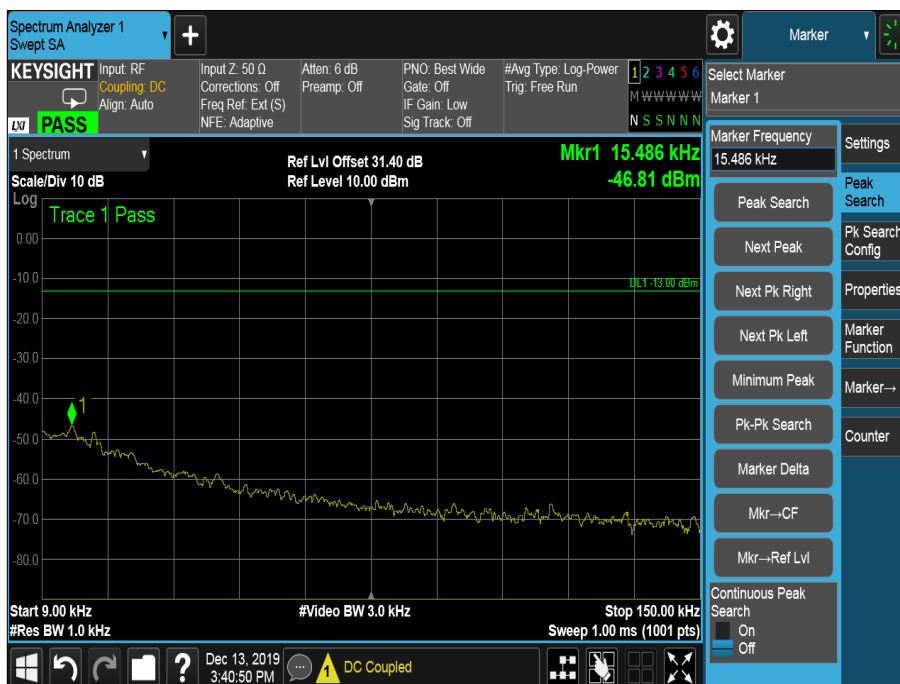 Spectrum Analyzer 1
Swept SA
Marker
KEYSIGHT
LXI PASS
Input: RF
Coupling: DC
Align: Auto
Input Z: 50 Ω
Corrections: Off
Freq Ref: Ext (S)
NFE: Adaptive
Atten: 6 dB
Preamp: Off
PNO: Best Wide
Gate: Off
IF Gain: Low
Sig Track: Off
#Avg Type: Log-Power
Trig: Free Run
1 2 3 4 5 6
M W W W W W
N S S N N N
Select Marker
Marker 1
1 Spectrum
Scale/Div 10 dB
Ref Lvl Offset 31.40 dB
Ref Level 10.00 dBm
Mkr1 15.486 kHz
-46.81 dBm
Log
Trace 1 Pass
0.00
-10.0
DL1 -13.00 dBm
-20.0
-30.0
-40.0
1
-50.0
-60.0
-70.0
-80.0
Start 9.00 kHz
#Video BW 3.0 kHz
Stop 150.00 kHz
#Res BW 1.0 kHz
Sweep 1.00 ms (1001 pts)
Marker Frequency
15.486 kHz
Peak Search
Next Peak
Next Pk Right
Next Pk Left
Minimum Peak
Pk-Pk Search
Marker Delta
Mkr→CF
Mkr→Ref Lvl
Continuous Peak
Search
On
Off
Settings
Peak
Search
Pk Search
Config
Properties
Marker
Function
Marker→
Counter
?
Dec 13, 2019
3:40:50 PM
1
DC Coupled